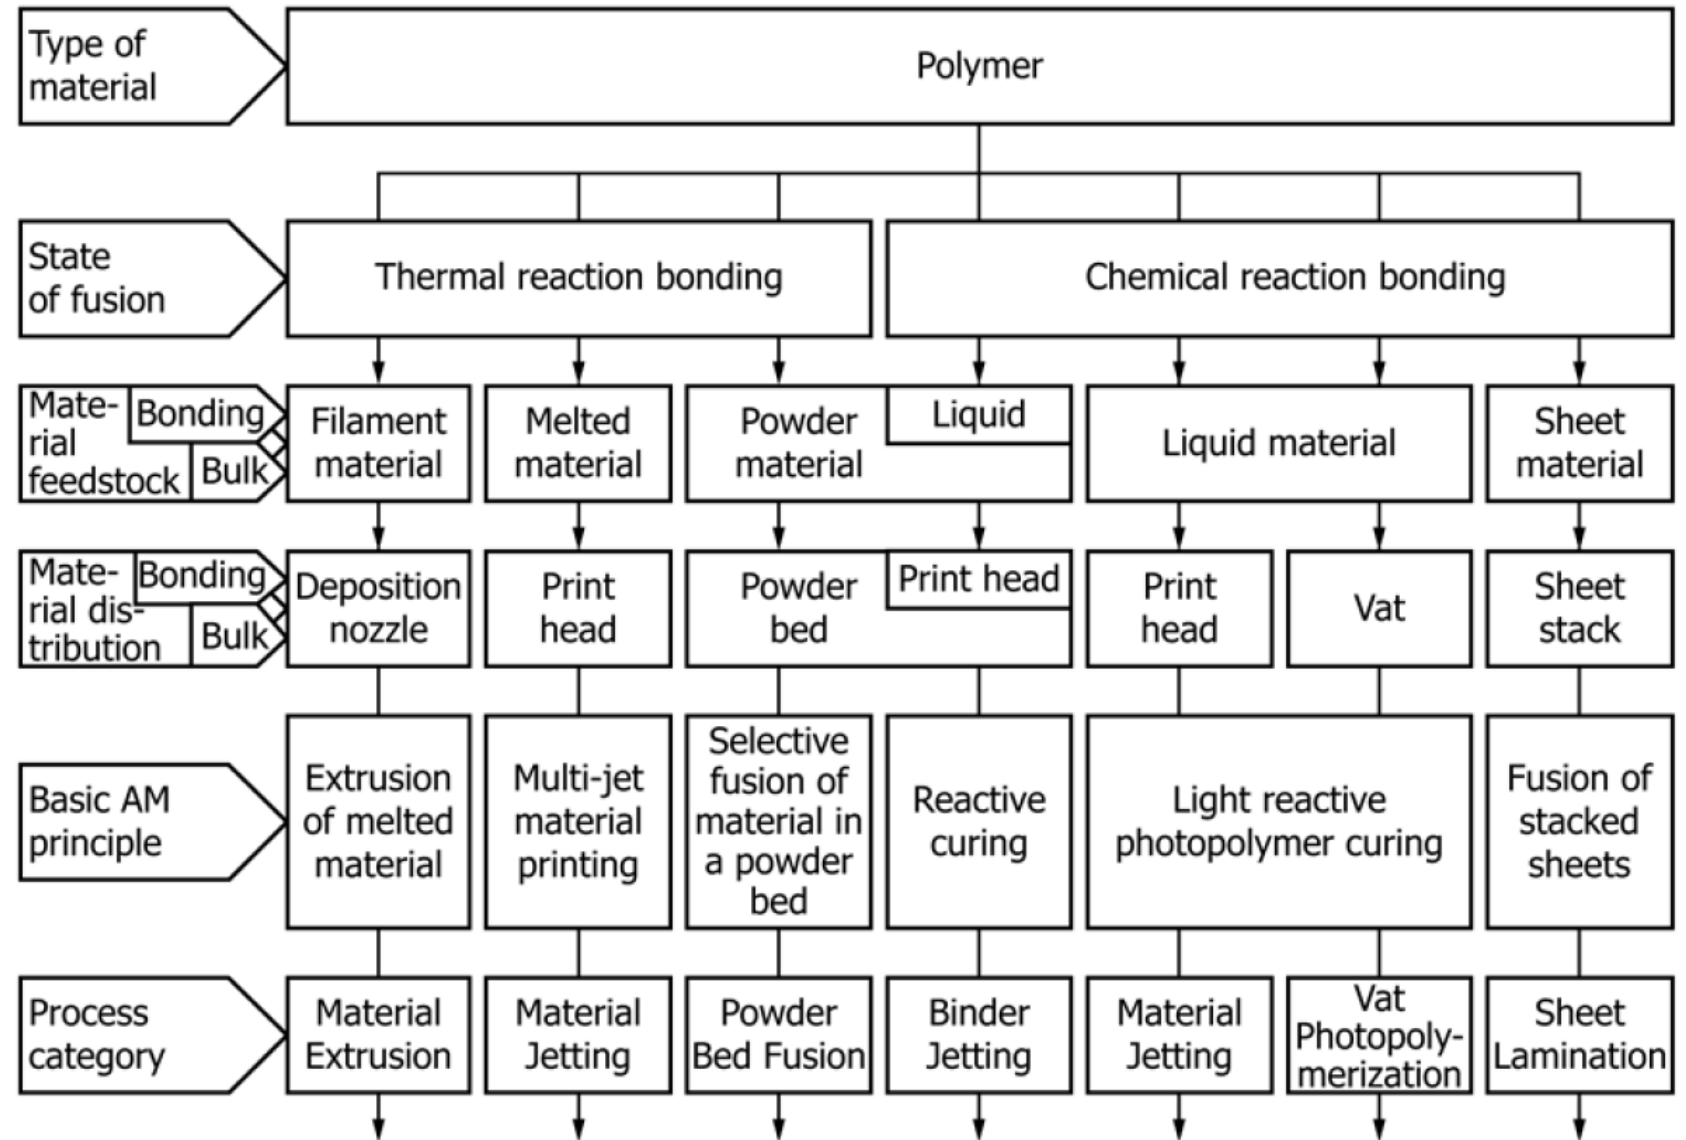 Type of
material
Polymer
State
of fusion
Thermal reaction bonding
Chemical reaction bonding
Mate-
rial
feedstock
Bonding
Bulk
Filament
material
Melted
material
Powder
material
Liquid
Liquid material
Sheet
material
Mate-
rial dis-
tribution
Bonding
Bulk
Deposition
nozzle
Print
head
Powder
bed
Print head
Print
head
Vat
Sheet
stack
Basic AM
principle
Extrusion
of melted
material
Multi-jet
material
printing
Selective
fusion of
material in
a powder
bed
Reactive
curing
Light reactive
photopolymer curing
Fusion of
stacked
sheets
Process
category
Material
Extrusion
Material
Jetting
Powder
Bed Fusion
Binder
Jetting
Material
Jetting
Vat
Photopoly-
merization
Sheet
Lamination